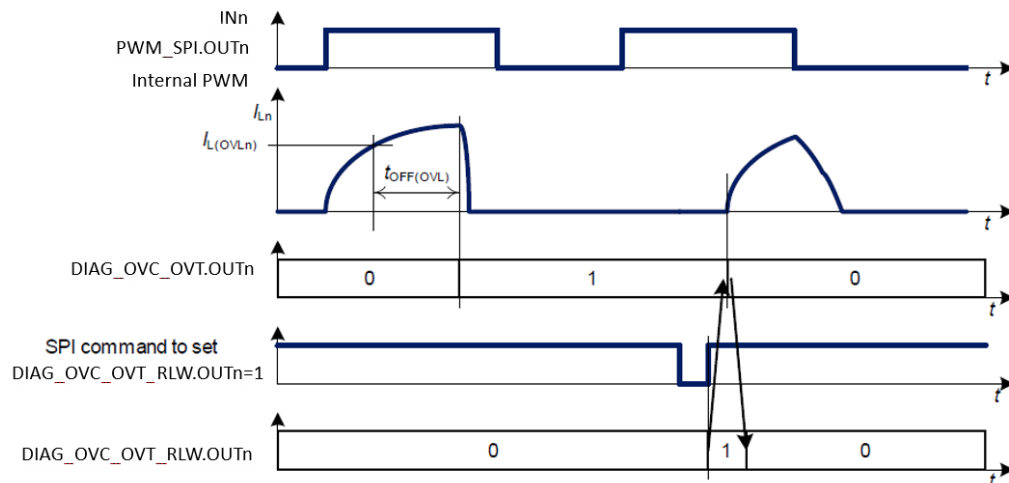 INn
PWM_SPI.OUTn
Internal PWM
t
ILn
IL(OVLn)
tOFF(OVL)
t
DIAG_OVC_OVT.OUTn
0
1
0
t
SPI command to set
DIAG_OVC_OVT_RLW.OUTn=1
t
DIAG_OVC_OVT_RLW.OUTn
0
1
0
t